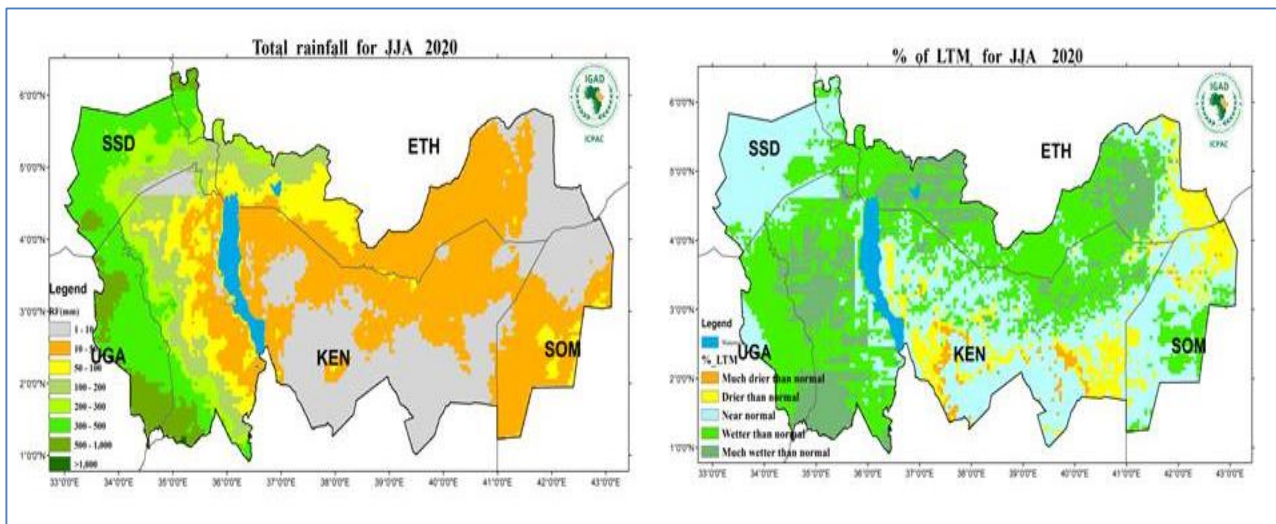 Total rainfall for JJA 2020
IGAD
ICPAC
6°0'0"N
5°0'0"N
4°0'0"N
3°0'0"N
2°0'0"N
1°0'0"N
SSD
ETH
UGA
KEN
SOM
Legend
RF(mm)
1 - 10
10 -
50 - 100
100 - 200
200 - 300
300 - 500
500 - 1,000
>1,000
33°0'0"E 34°0'0"E 35°0'0"E 36°0'0"E 37°0'0"E 38°0'0"E 39°0'0"E 40°0'0"E 41°0'0"E 42°0'0"E 43°0'0"E
% of LTM for JJA 2020
IGAD
ICPAC
6°0'0"N
5°0'0"N
4°0'0"N
3°0'0"N
2°0'0"N
1°0'0"N
SSD
ETH
UGA
KEN
SOM
Legend
%_LTM
Much drier than normal
Drier than normal
Near normal
Wetter than normal
Much wetter than normal
33°0'0"E 34°0'0"E 35°0'0"E 36°0'0"E 37°0'0"E 38°0'0"E 39°0'0"E 40°0'0"E 41°0'0"E 42°0'0"E 43°0'0"E